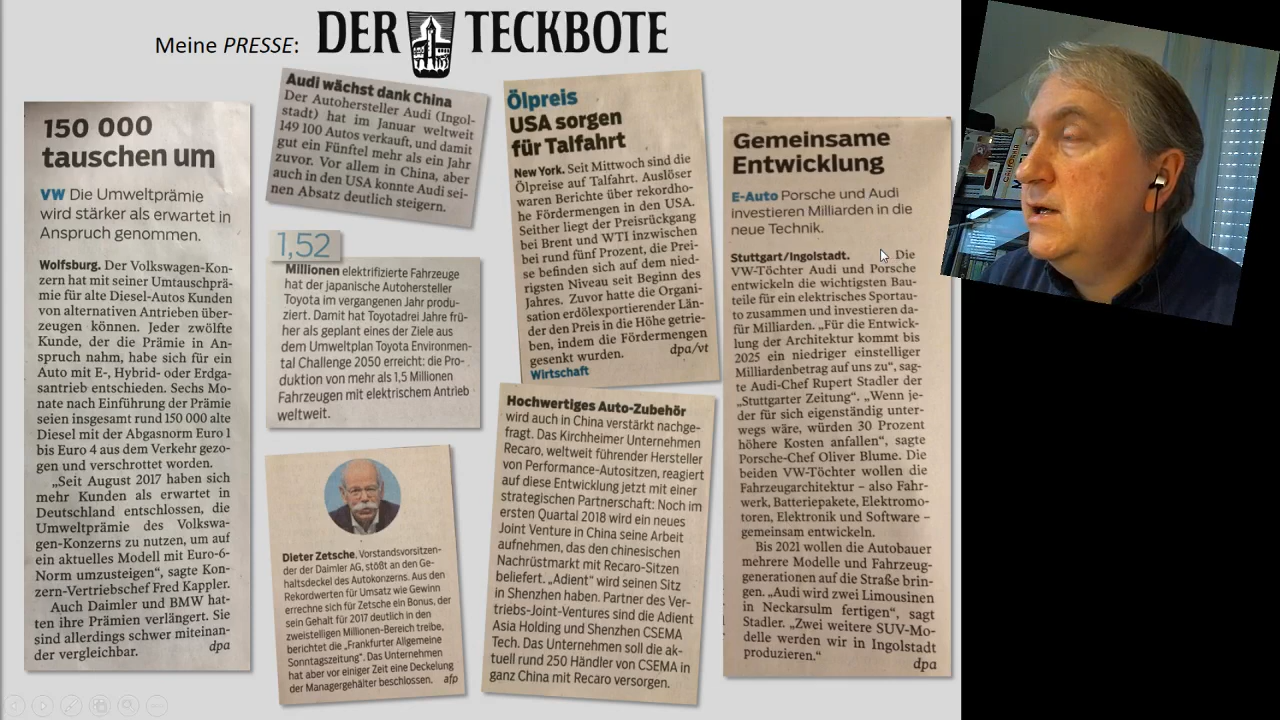 Meine PRESSE: DER TECKBOTE
150 000
tauschen um
VW Die Umweltprämie
wird stärker als erwartet in
Anspruch genommen.
Wolfsburg. Der Volkswagen-Kon-
zern hat mit seiner Umtauschprä-
mie für alte Diesel-Autos Kunden
von alternativen Antrieben über-
zeugen können. Jeder zwölfte
Kunde, der die Prämie in An-
spruch nahm, habe sich für ein
Auto mit E-, Hybrid- oder Erdga-
santrieb entschieden. Sechs Mo-
nate nach Einführung der Prämie
seien insgesamt rund 150 000 alte
Diesel mit der Abgasnorm Euro 1
bis Euro 4 aus dem Verkehr gezo-
gen und verschrottet worden.
„Seit August 2017 haben sich
mehr Kunden als erwartet in
Deutschland entschlossen, die
Umweltprämie des Volkswa-
gen-Konzerns zu nutzen, um auf
ein aktuelles Modell mit Euro-6-
Norm umzusteigen“, sagte Kon-
zern-Vertriebschef Fred Kappler.
Auch Daimler und BMW hat-
ten ihre Prämien verlängert. Sie
sind allerdings schwer miteinan-
der vergleichbar. dpa
Audi wächst dank China
Der Autohersteller Audi (Ingol-
stadt) hat im Januar weltweit
149 100 Autos verkauft, und damit
gut ein Fünftel mehr als ein Jahr
zuvor. Vor allem in China, aber
auch in den USA konnte Audi sei-
nen Absatz deutlich steigern.
1,52
Millionen elektrifizierte Fahrzeuge
hat der japanische Autohersteller
Toyota im vergangenen Jahr produ-
ziert. Damit hat Toyotadrei Jahre frü-
her als geplant eines der Ziele aus
dem Umweltplan Toyota Environmen-
tal Challenge 2050 erreicht: die Pro-
duktion von mehr als 1,5 Millionen
Fahrzeugen mit elektrischem Antrieb
weltweit.
Dieter Zetsche, Vorstandsvorsitzen-
der der Daimler AG, stößt an den Ge-
haltsdeckel des Autokonzerns. Aus den
Rekordwerten für Umsatz wie Gewinn
errechne sich für Zetsche ein Bonus, der
sein Gehalt für 2017 deutlich in den
zweistelligen Millionen-Bereich treibe,
berichtet die „Frankfurter Allgemeine
Sonntagszeitung“. Das Unternehmen
hat aber vor einiger Zeit eine Deckelung
der Managergehälter beschlossen. afp
Ölpreis
USA sorgen
für Talfahrt
New York. Seit Mittwoch sind die
Ölpreise auf Talfahrt. Auslöser
waren Berichte über rekordho-
he Fördermengen in den USA.
Seither liegt der Preisrückgang
bei Brent und WTI inzwischen
bei rund fünf Prozent, die Prei-
se befinden sich auf dem nied-
rigsten Niveau seit Beginn des
Jahres. Zuvor hatte die Organi-
sation erdölexportierender Län-
der den Preis in die Höhe getrie-
ben, indem die Fördermengen
gesenkt wurden. dpa/vt
Wirtschaft
Hochwertiges Auto-Zubehör
wird auch in China verstärkt nachge-
fragt. Das Kirchheimer Unternehmen
Recaro, weltweit führender Hersteller
von Performance-Autositzen, reagiert
auf diese Entwicklung jetzt mit einer
strategischen Partnerschaft: Noch im
ersten Quartal 2018 wird ein neues
Joint Venture in China seine Arbeit
aufnehmen, das den chinesischen
Nachrüstmarkt mit Recaro-Sitzen
beliefert. „Adient“ wird seinen Sitz
in Shenzhen haben. Partner des Ver-
triebs-Joint-Ventures sind die Adient
Asia Holding und Shenzhen CSEMA
Tech. Das Unternehmen soll die ak-
tuell rund 250 Händler von CSEMA in
ganz China mit Recaro versorgen.
Gemeinsame
Entwicklung
E-Auto Porsche und Audi
investieren Milliarden in die
neue Technik.
Stuttgart/Ingolstadt. Die
VW-Töchter Audi und Porsche
entwickeln die wichtigsten Bau-
teile für ein elektrisches Sportau-
to zusammen und investieren da-
für Milliarden. „Für die Entwick-
lung der Architektur kommt bis
2025 ein niedriger einstelliger
Milliardenbetrag auf uns zu“, sag-
te Audi-Chef Rupert Stadler der
„Stuttgarter Zeitung“. „Wenn je-
der für sich eigenständig unter-
wegs wäre, würden 30 Prozent
höhere Kosten anfallen“, sagte
Porsche-Chef Oliver Blume. Die
beiden VW-Töchter wollen die
Fahrzeugarchitektur – also Fahr-
werk, Batteriepakete, Elektromo-
toren, Elektronik und Software –
gemeinsam entwickeln.
Bis 2021 wollen die Autobauer
mehrere Modelle und Fahrzeug-
generationen auf die Straße brin-
gen. „Audi wird zwei Limousinen
in Neckarsulm fertigen“, sagt
Stadler. „Zwei weitere SUV-Mo-
delle werden wir in Ingolstadt
produzieren.“
dpa